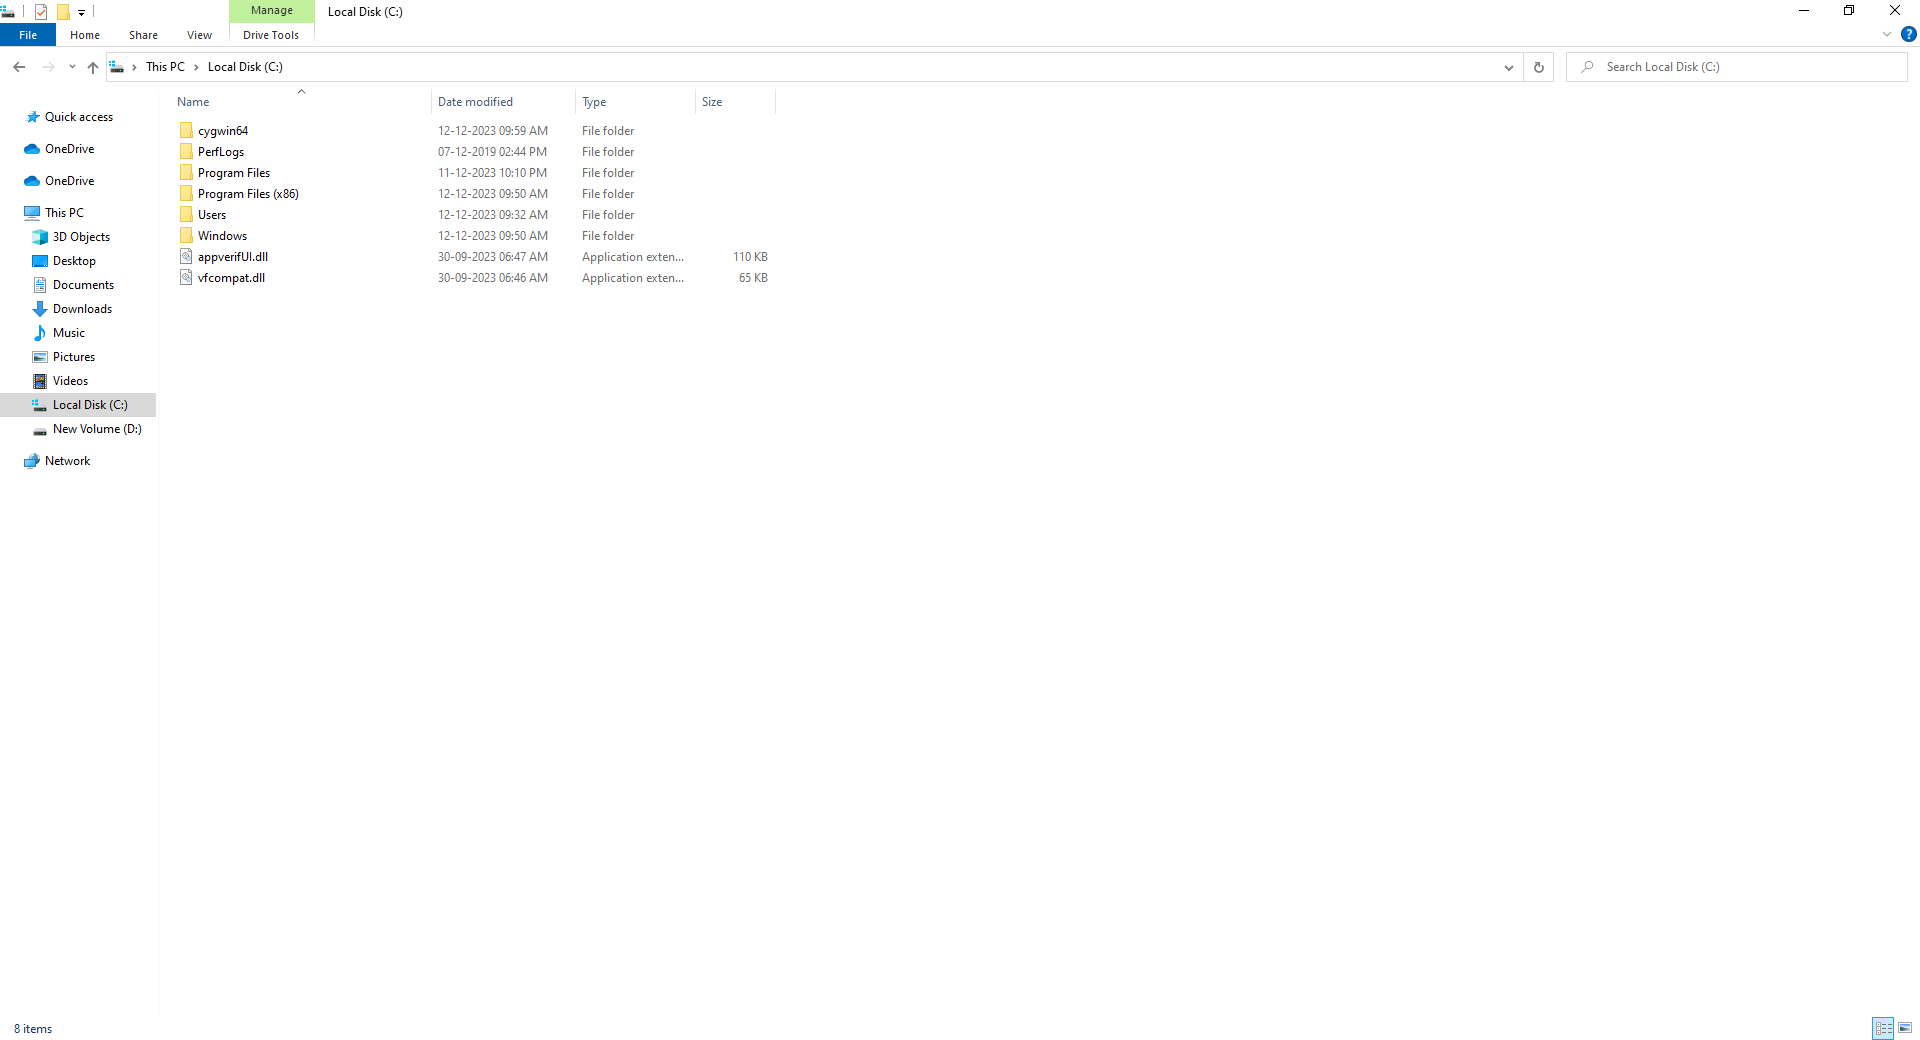 Manage
Local Disk (C:)
File
Home
Share
View
Drive Tools
?
This PC
Local Disk (C:)
Search Local Disk (C:)
Name
Date modified
Type
Size
Quick access
OneDrive
OneDrive
This PC
3D Objects
Desktop
Documents
Downloads
Music
Pictures
Videos
Local Disk (C:)
New Volume (D:)
Network
cygwin64 12-12-2023 09:59 AM File folder
PerfLogs 07-12-2019 02:44 PM File folder
Program Files 11-12-2023 10:10 PM File folder
Program Files (x86) 12-12-2023 09:50 AM File folder
Users 12-12-2023 09:32 AM File folder
Windows 12-12-2023 09:50 AM File folder
appverifUI.dll 30-09-2023 06:47 AM Application exten... 110 KB
vfcompat.dll 30-09-2023 06:46 AM Application exten... 65 KB
8 items